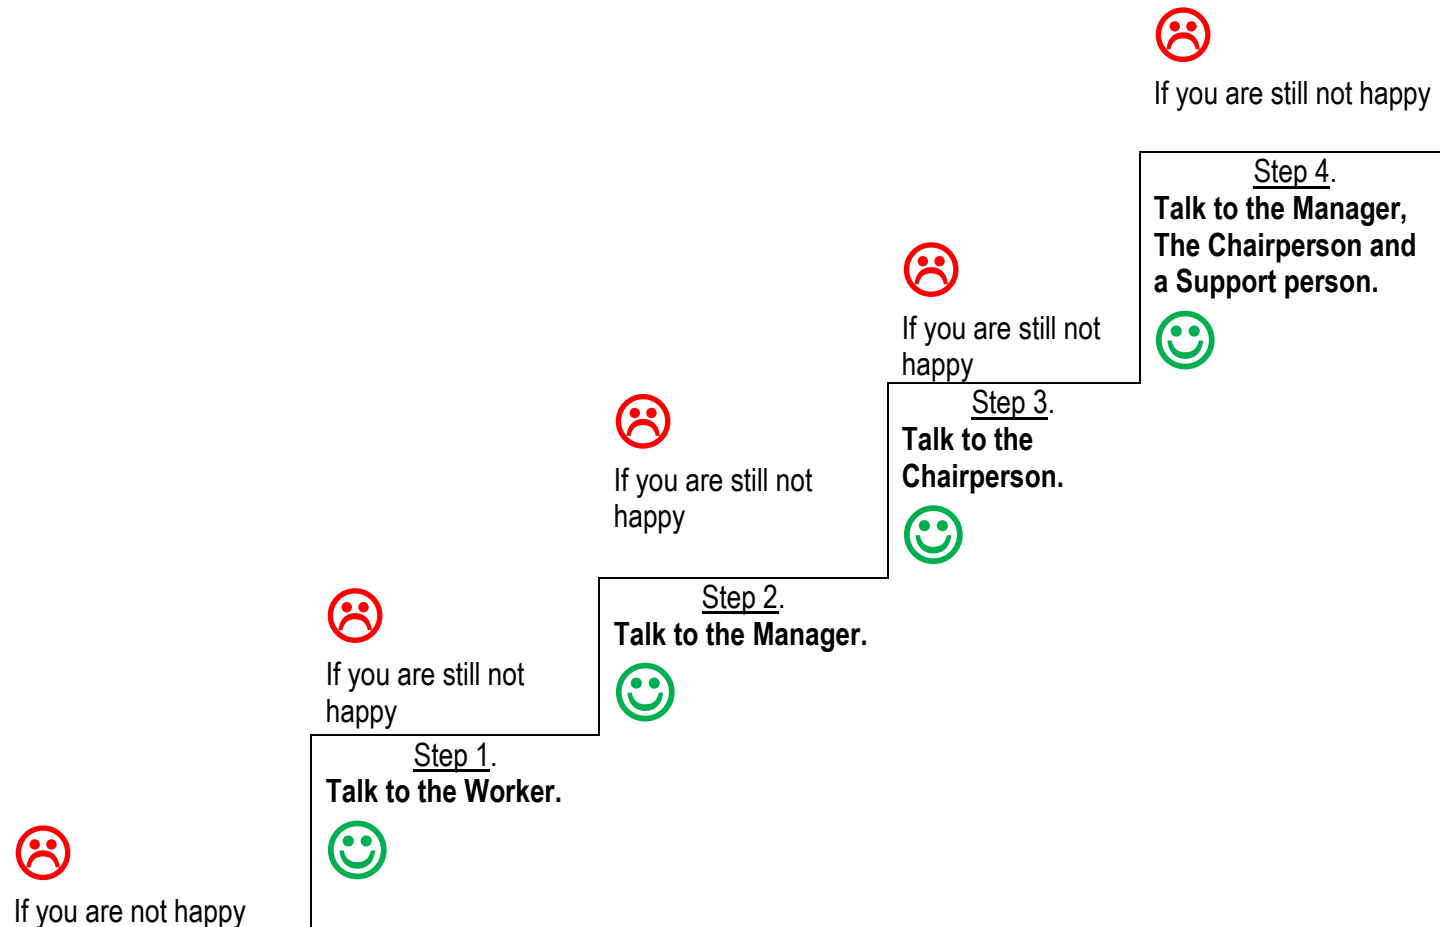 If you are still not happy
Step 4.
Talk to the Manager,
The Chairperson and
a Support person.
If you are still not
happy
Step 3.
Talk to the
Chairperson.
If you are still not
happy
Step 2.
Talk to the Manager.
If you are still not
happy
Step 1.
Talk to the Worker.
If you are not happy